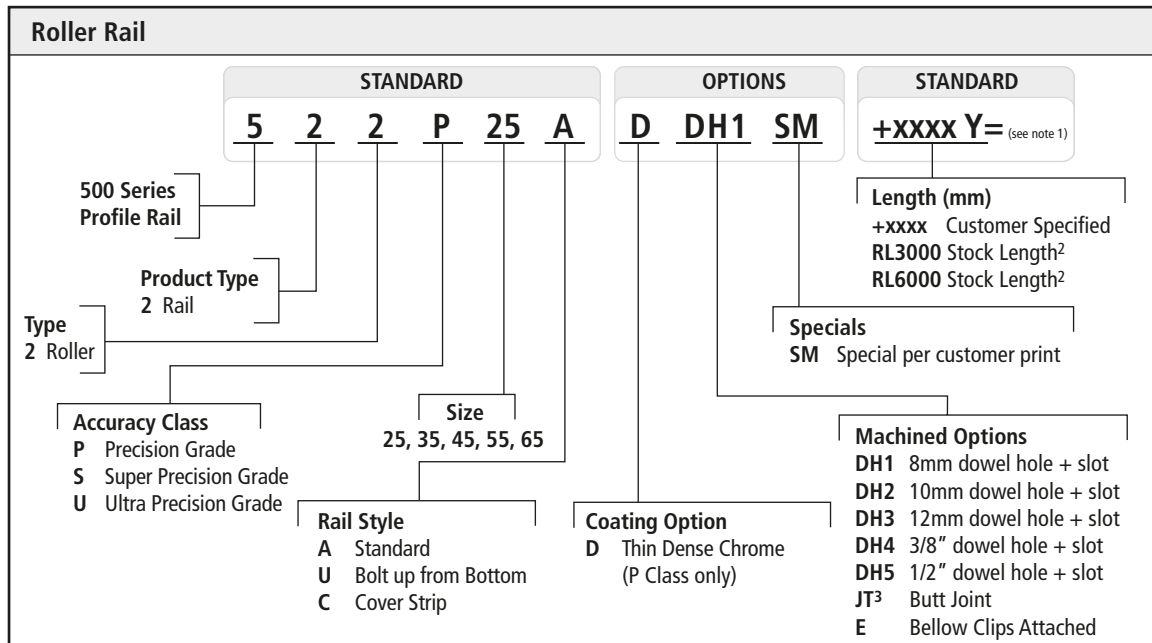 Roller Rail
STANDARD OPTIONS STANDARD
5 2 2 P 25 A D DH1 SM +xxxx Y= (see note 1)
500 Series
Profile Rail
Product Type
2 Rail
Type
2 Roller
Accuracy Class
P Precision Grade
S Super Precision Grade
U Ultra Precision Grade
Size
25, 35, 45, 55, 65
Rail Style
A Standard
U Bolt up from Bottom
C Cover Strip
Coating Option
D Thin Dense Chrome
(P Class only)
Length (mm)
+xxxx Customer Specified
RL3000 Stock Length²
RL6000 Stock Length²
Specials
SM Special per customer print
Machined Options
DH1 8mm dowel hole + slot
DH2 10mm dowel hole + slot
DH3 12mm dowel hole + slot
DH4 3/8″ dowel hole + slot
DH5 1/2″ dowel hole + slot
JT³ Butt Joint
E Bellow Clips Attached